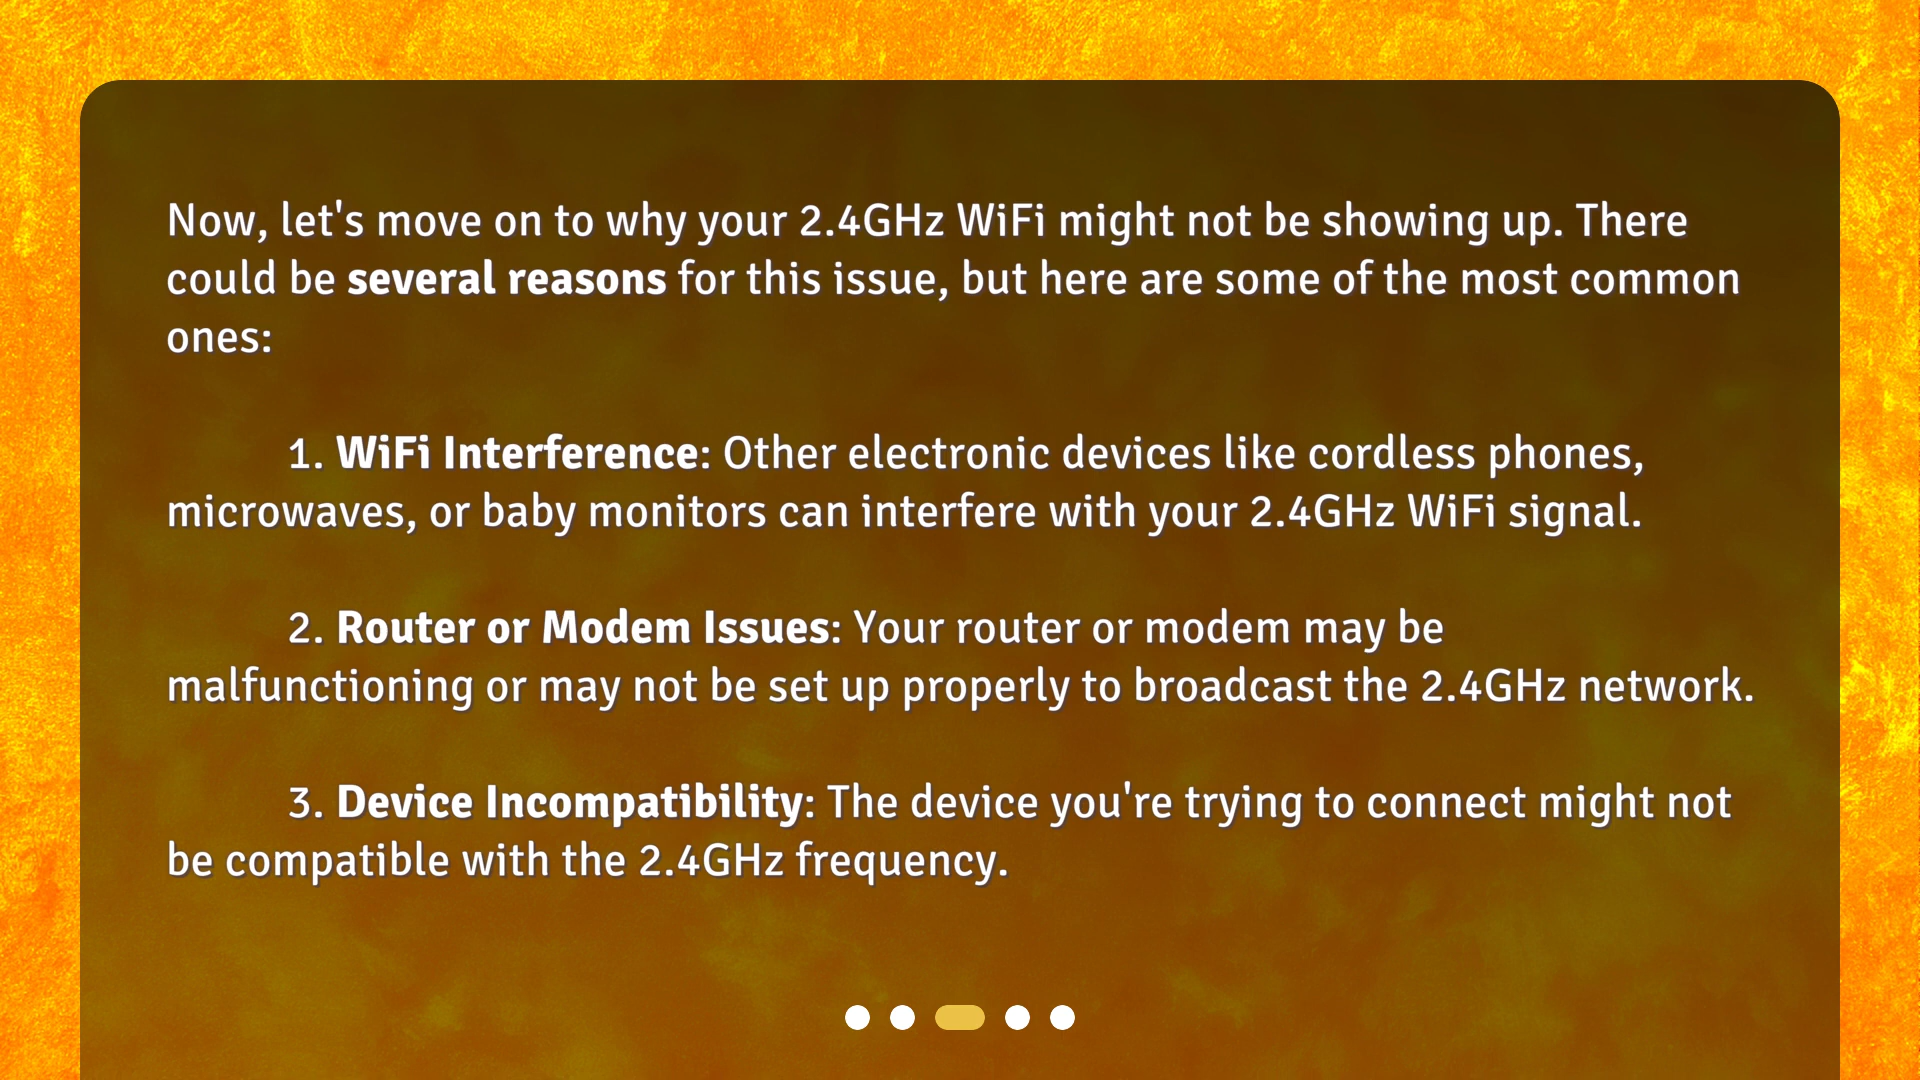 Now, let's move on to why your 2.4GHz WiFi might not be showing up. There
could be several reasons for this issue, but here are some of the most common
ones:
1. WiFi Interference: Other electronic devices like cordless phones,
microwaves, or baby monitors can interfere with your 2.4GHz WiFi signal.
2. Router or Modem Issues: Your router or modem may be
malfunctioning or may not be set up properly to broadcast the 2.4GHz network.
3. Device Incompatibility: The device you're trying to connect might not
be compatible with the 2.4GHz frequency.